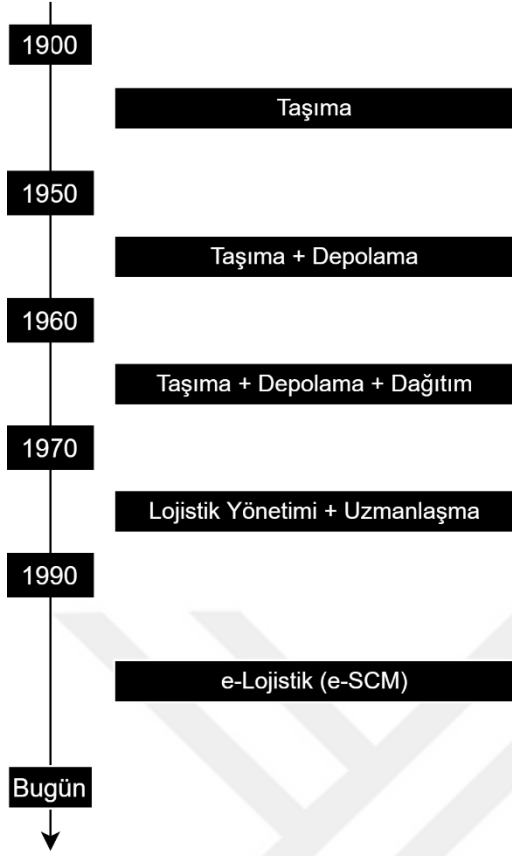 1900
Taşıma
1950
Taşıma + Depolama
1960
Taşıma + Depolama + Dağıtım
1970
Lojistik Yönetimi + Uzmanlaşma
1990
e-Lojistik (e-SCM)
Bugün